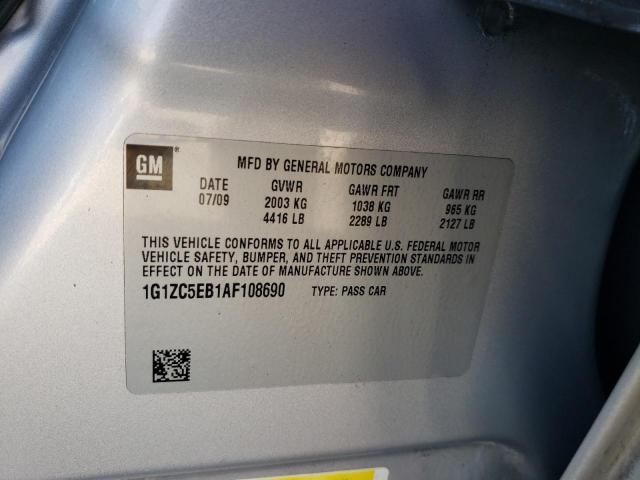 GM ® MFD BY GENERAL MOTORS COMPANY
DATE GVWR GAWR FRT GAWR RR
07/09 2003 KG 1038 KG 965 KG
4416 LB 2289 LB 2127 LB
THIS VEHICLE CONFORMS TO ALL APPLICABLE U.S. FEDERAL MOTOR
VEHICLE SAFETY, BUMPER, AND THEFT PREVENTION STANDARDS IN
EFFECT ON THE DATE OF MANUFACTURE SHOWN ABOVE.
1G1ZC5EB1AF108690 TYPE: PASS CAR